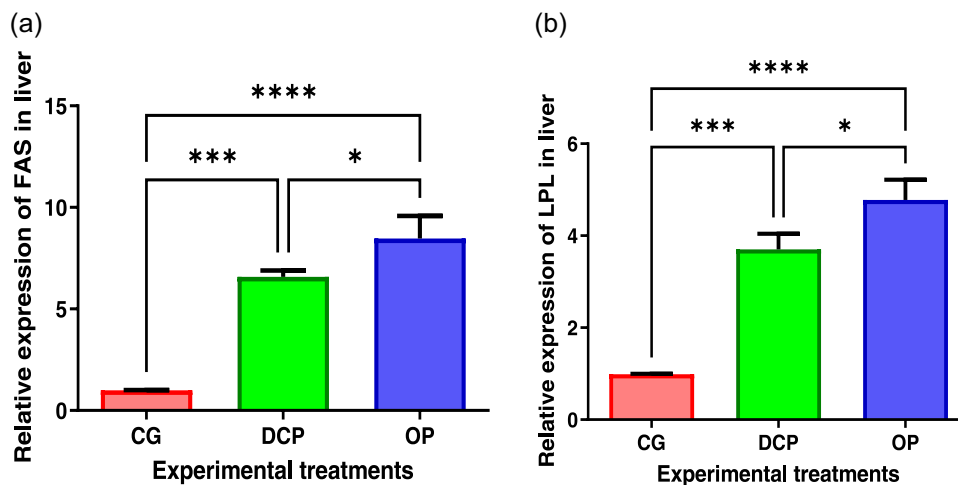 (a)
Relative expression of FAS in liver
15
10
5
0
****
***
*
CG DCP OP
Experimental treatments
(b)
Relative expression of LPL in liver
6
4
2
0
****
***
*
CG DCP OP
Experimental treatments